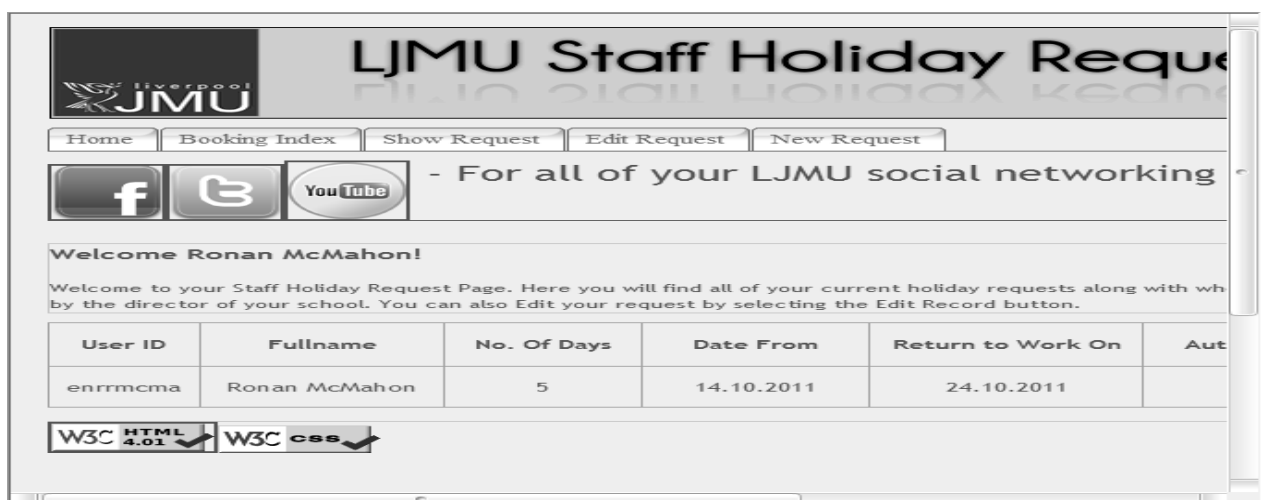 LJMU Staff Holiday Reque
liverpool
JMU
Home Booking Index Show Request Edit Request New Request
f t YouTube - For all of your LJMU social networking
Welcome Ronan McMahon!
Welcome to your Staff Holiday Request Page. Here you will find all of your current holiday requests along with wh
by the director of your school. You can also Edit your request by selecting the Edit Record button.
User ID Fullname No. Of Days Date From Return to Work On Aut
enrrmcma Ronan McMahon 5 14.10.2011 24.10.2011
W3C HTML 4.01 W3C css